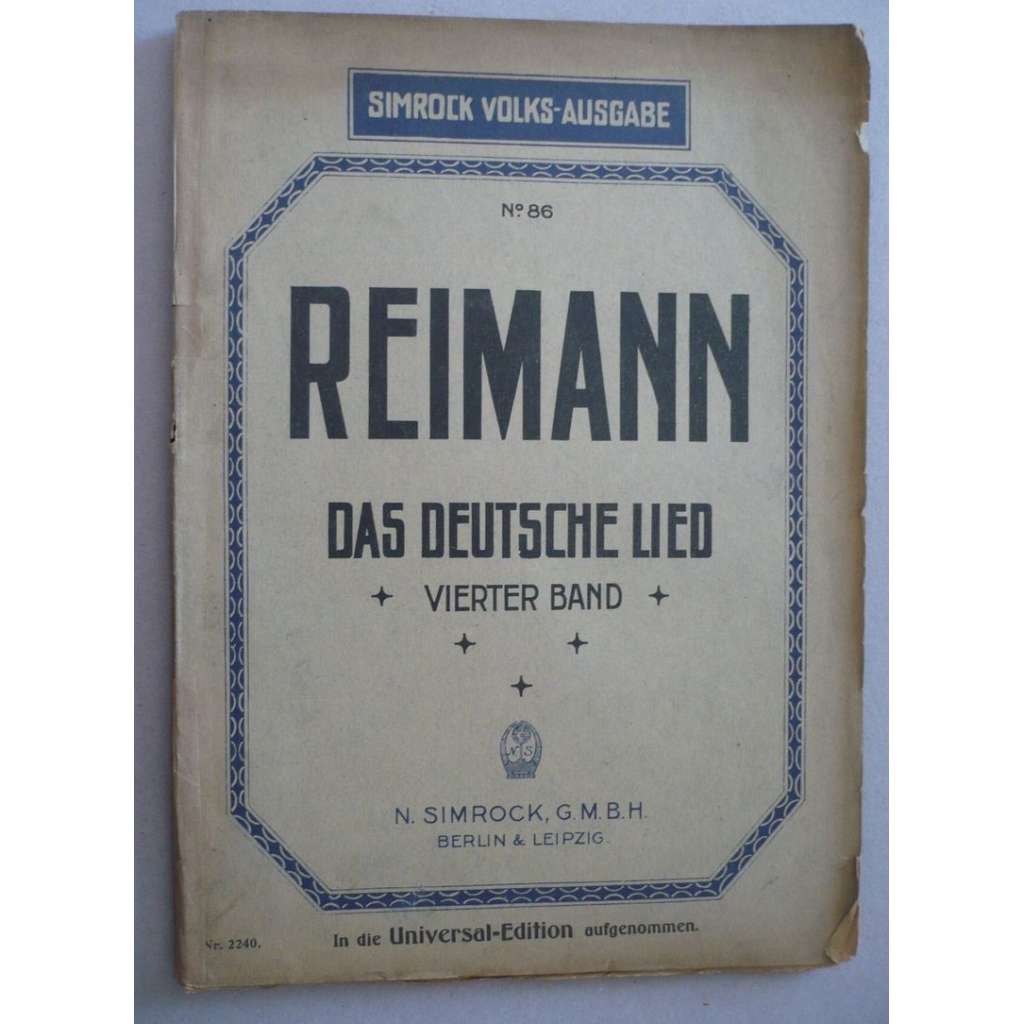 SIMROCK VOLKS-AUSGABE
Nº 86
REIMANN
DAS DEUTSCHE LIED
VIERTER BAND
N S
N. SIMROCK, G.M.B.H.
BERLIN & LEIPZIG.
Nr. 2240. In die Universal-Edition aufgenommen.